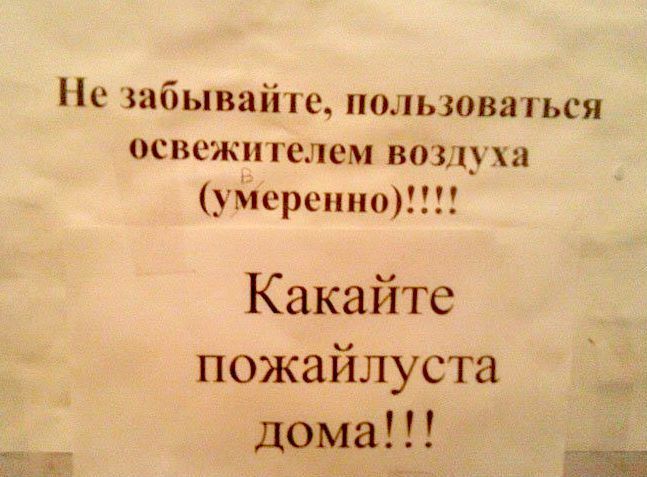 Не забывайте, пользоваться
освежителем воздуха
в
(умеренно)!!!!
Какайте
пожайлуста
дома!!!